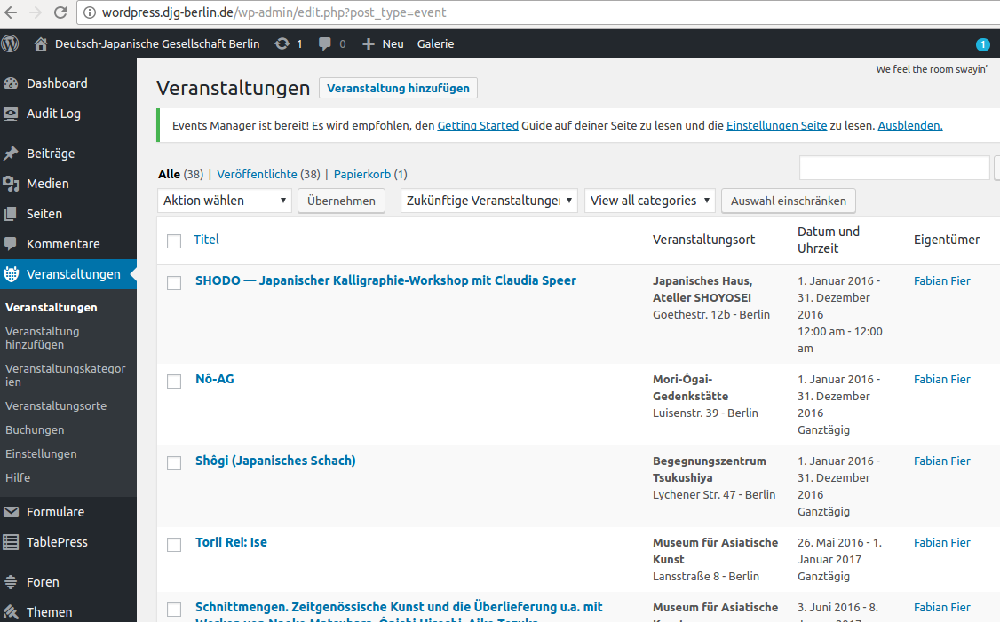 wordpress.djg-berlin.de/wp-admin/edit.php?post_type=event
Deutsch-Japanische Gesellschaft Berlin 1 0 Neu Galerie 1
We feel the room swayin'
Dashboard
Audit Log
Beiträge
Medien
Seiten
Kommentare
Veranstaltungen
Veranstaltungen
Veranstaltung
hinzufügen
Veranstaltungskategor
ien
Veranstaltungsorte
Buchungen
Einstellungen
Hilfe
Formulare
TablePress
Foren
Themen
Veranstaltungen Veranstaltung hinzufügen
Events Manager ist bereit! Es wird empfohlen, den Getting Started Guide auf deiner Seite zu lesen und die Einstellungen Seite zu lesen. Ausblenden.
Alle (38) | Veröffentlichte (38) | Papierkorb (1)
Aktion wählen Übernehmen Zukünftige Veranstaltunge View all categories Auswahl einschränken
Titel Veranstaltungsort Datum und Eigentümer
Uhrzeit
SHODO — Japanischer Kalligraphie-Workshop mit Claudia Speer Japanisches Haus, 1. Januar 2016 - Fabian Fier
Atelier SHOYOSEI 31. Dezember
Goethestr. 12b - Berlin 2016
12:00 am - 12:00
am
Nô-AG Mori-Ôgai- 1. Januar 2016 - Fabian Fier
Gedenkstätte 31. Dezember
Luisenstr. 39 - Berlin 2016
Ganztägig
Shôgi (Japanisches Schach) Begegnungszentrum 1. Januar 2016 - Fabian Fier
Tsukushiya 31. Dezember
Lychener Str. 47 - Berlin 2016
Ganztägig
Torii Rei: Ise Museum für Asiatische 26. Mai 2016 - 1. Fabian Fier
Kunst Januar 2017
Lansstraße 8 - Berlin Ganztägig
Schnittmengen. Zeitgenössische Kunst und die Überlieferung u.a. mit Museum für Asiatische 3. Juni 2016 - 8. Fabian Fier